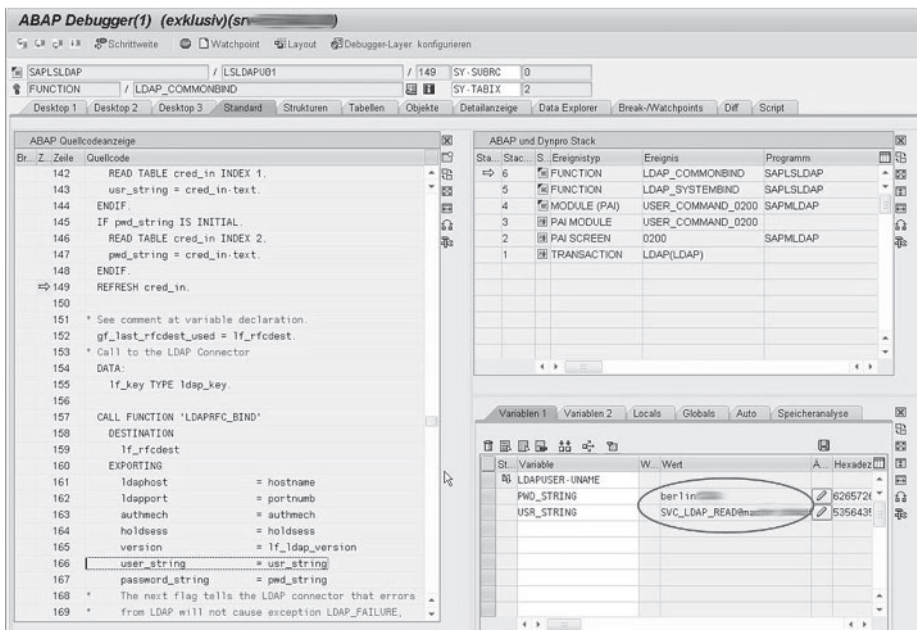 ABAP Debugger(1) (exklusiv)(srv
Schrittweite Watchpoint Layout Debugger-Layer konfigurieren
SAPLSLDAP / LSLDAPU01 / 149 SY-SUBRC 0
FUNCTION / LDAP_COMMONBIND SY-TABIX 2
Desktop 1 Desktop 2 Desktop 3 Standard Strukturen Tabellen Objekte Detailanzeige Data Explorer Break-/Watchpoints Diff Script
ABAP Quellcodeanzeige
Br... Z... Zeile Quellcode
142 READ TABLE cred_in INDEX 1.
143 usr_string = cred_in-text.
144 ENDIF.
145 IF pwd_string IS INITIAL.
146 READ TABLE cred_in INDEX 2.
147 pwd_string = cred_in-text.
148 ENDIF.
149 REFRESH cred_in.
150
151 * See comment at variable declaration.
152 gf_last_rfcdest_used = lf_rfcdest.
153 * Call to the LDAP Connector
154 DATA:
155 lf_key TYPE ldap_key.
156
157 CALL FUNCTION 'LDAPRFC_BIND'
158 DESTINATION
159 lf_rfcdest
160 EXPORTING
161 ldaphost = hostname
162 ldapport = portnumb
163 authmech = authmech
164 holdsess = holdsess
165 version = lf_ldap_version
166 user_string = usr_string
167 password_string = pwd_string
168 * The next flag tells the LDAP connector that errors
169 * from LDAP will not cause exception LDAP_FAILURE,
ABAP und Dynpro Stack
Sta... Stac... S... Ereignistyp Ereignis Programm
6 FUNCTION LDAP_COMMONBIND SAPLSLDAP
5 FUNCTION LDAP_SYSTEMBIND SAPLSLDAP
4 MODULE (PAI) USER_COMMAND_0200 SAPMLDAP
3 PAI MODULE USER_COMMAND_0200
2 PAI SCREEN 0200 SAPMLDAP
1 TRANSACTION LDAP(LDAP)
Variablen 1 Variablen 2 Locals Globals Auto Speicheranalyse
St... Variable W... Wert Ä... Hexadez
LDAPUSER-UNAME
PWD_STRING berlin 6265726
USR_STRING SVC_LDAP_READ@ma 5356435